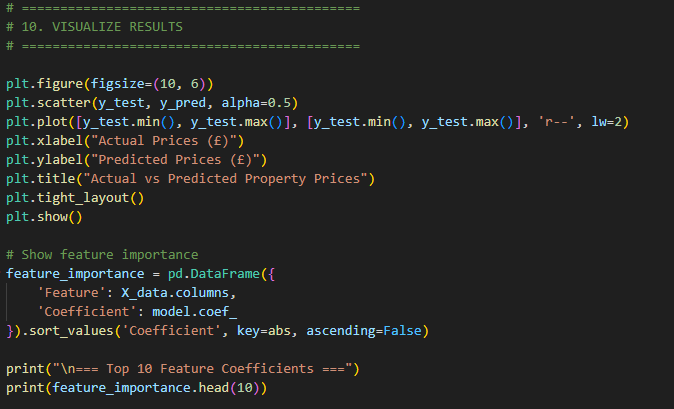 # ========================================
# 10. VISUALIZE RESULTS
# ========================================
plt.figure(figsize=(10, 6))
plt.scatter(y_test, y_pred, alpha=0.5)
plt.plot([y_test.min(), y_test.max()], [y_test.min(), y_test.max()], 'r--', lw=2)
plt.xlabel("Actual Prices (£)")
plt.ylabel("Predicted Prices (£)")
plt.title("Actual vs Predicted Property Prices")
plt.tight_layout()
plt.show()
# Show feature importance
feature_importance = pd.DataFrame({
    'Feature': X_data.columns,
    'Coefficient': model.coef_
}).sort_values('Coefficient', key=abs, ascending=False)
print("\n=== Top 10 Feature Coefficients ===")
print(feature_importance.head(10))